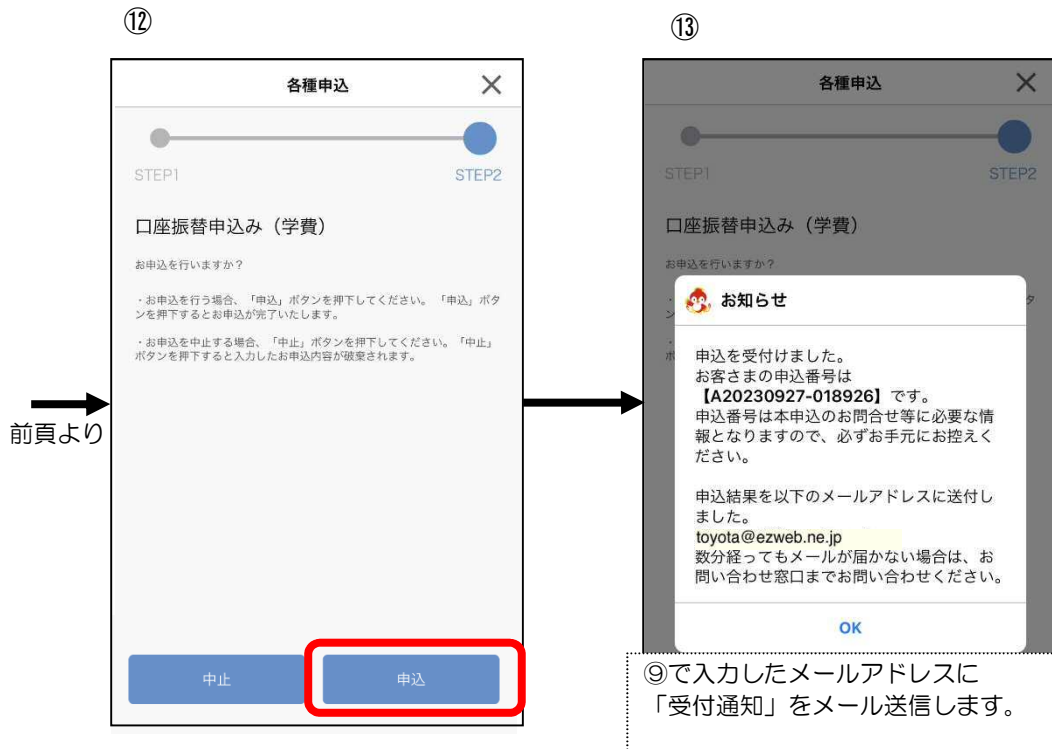 ⑫
各種申込
STEP1
STEP2
口座振替申込み（学費）
お申込を行いますか？
・お申込を行う場合、「申込」ボタンを押下してください。 「申込」ボタ
ンを押下するとお申込が完了いたします。
・お申込を中止する場合、「中止」ボタンを押下してください。「中止」
ボタンを押下すると入力したお申込内容が破棄されます。
前頁より
中止
申込
⑬
各種申込
STEP1
STEP2
口座振替申込み（学費）
お申込を行いますか？
お知らせ
申込を受付けました。
お客さまの申込番号は
【A20230927-018926】です。
申込番号は本申込のお問合せ等に必要な情
報となりますので、必ずお手元にお控えく
ださい。
申込結果を以下のメールアドレスに送付し
ました。
toyota@ezweb.ne.jp
数分経ってもメールが届かない場合は、お
問い合わせ窓口までお問い合わせください。
OK
⑨で入力したメールアドレスに
「受付通知」をメール送信します。